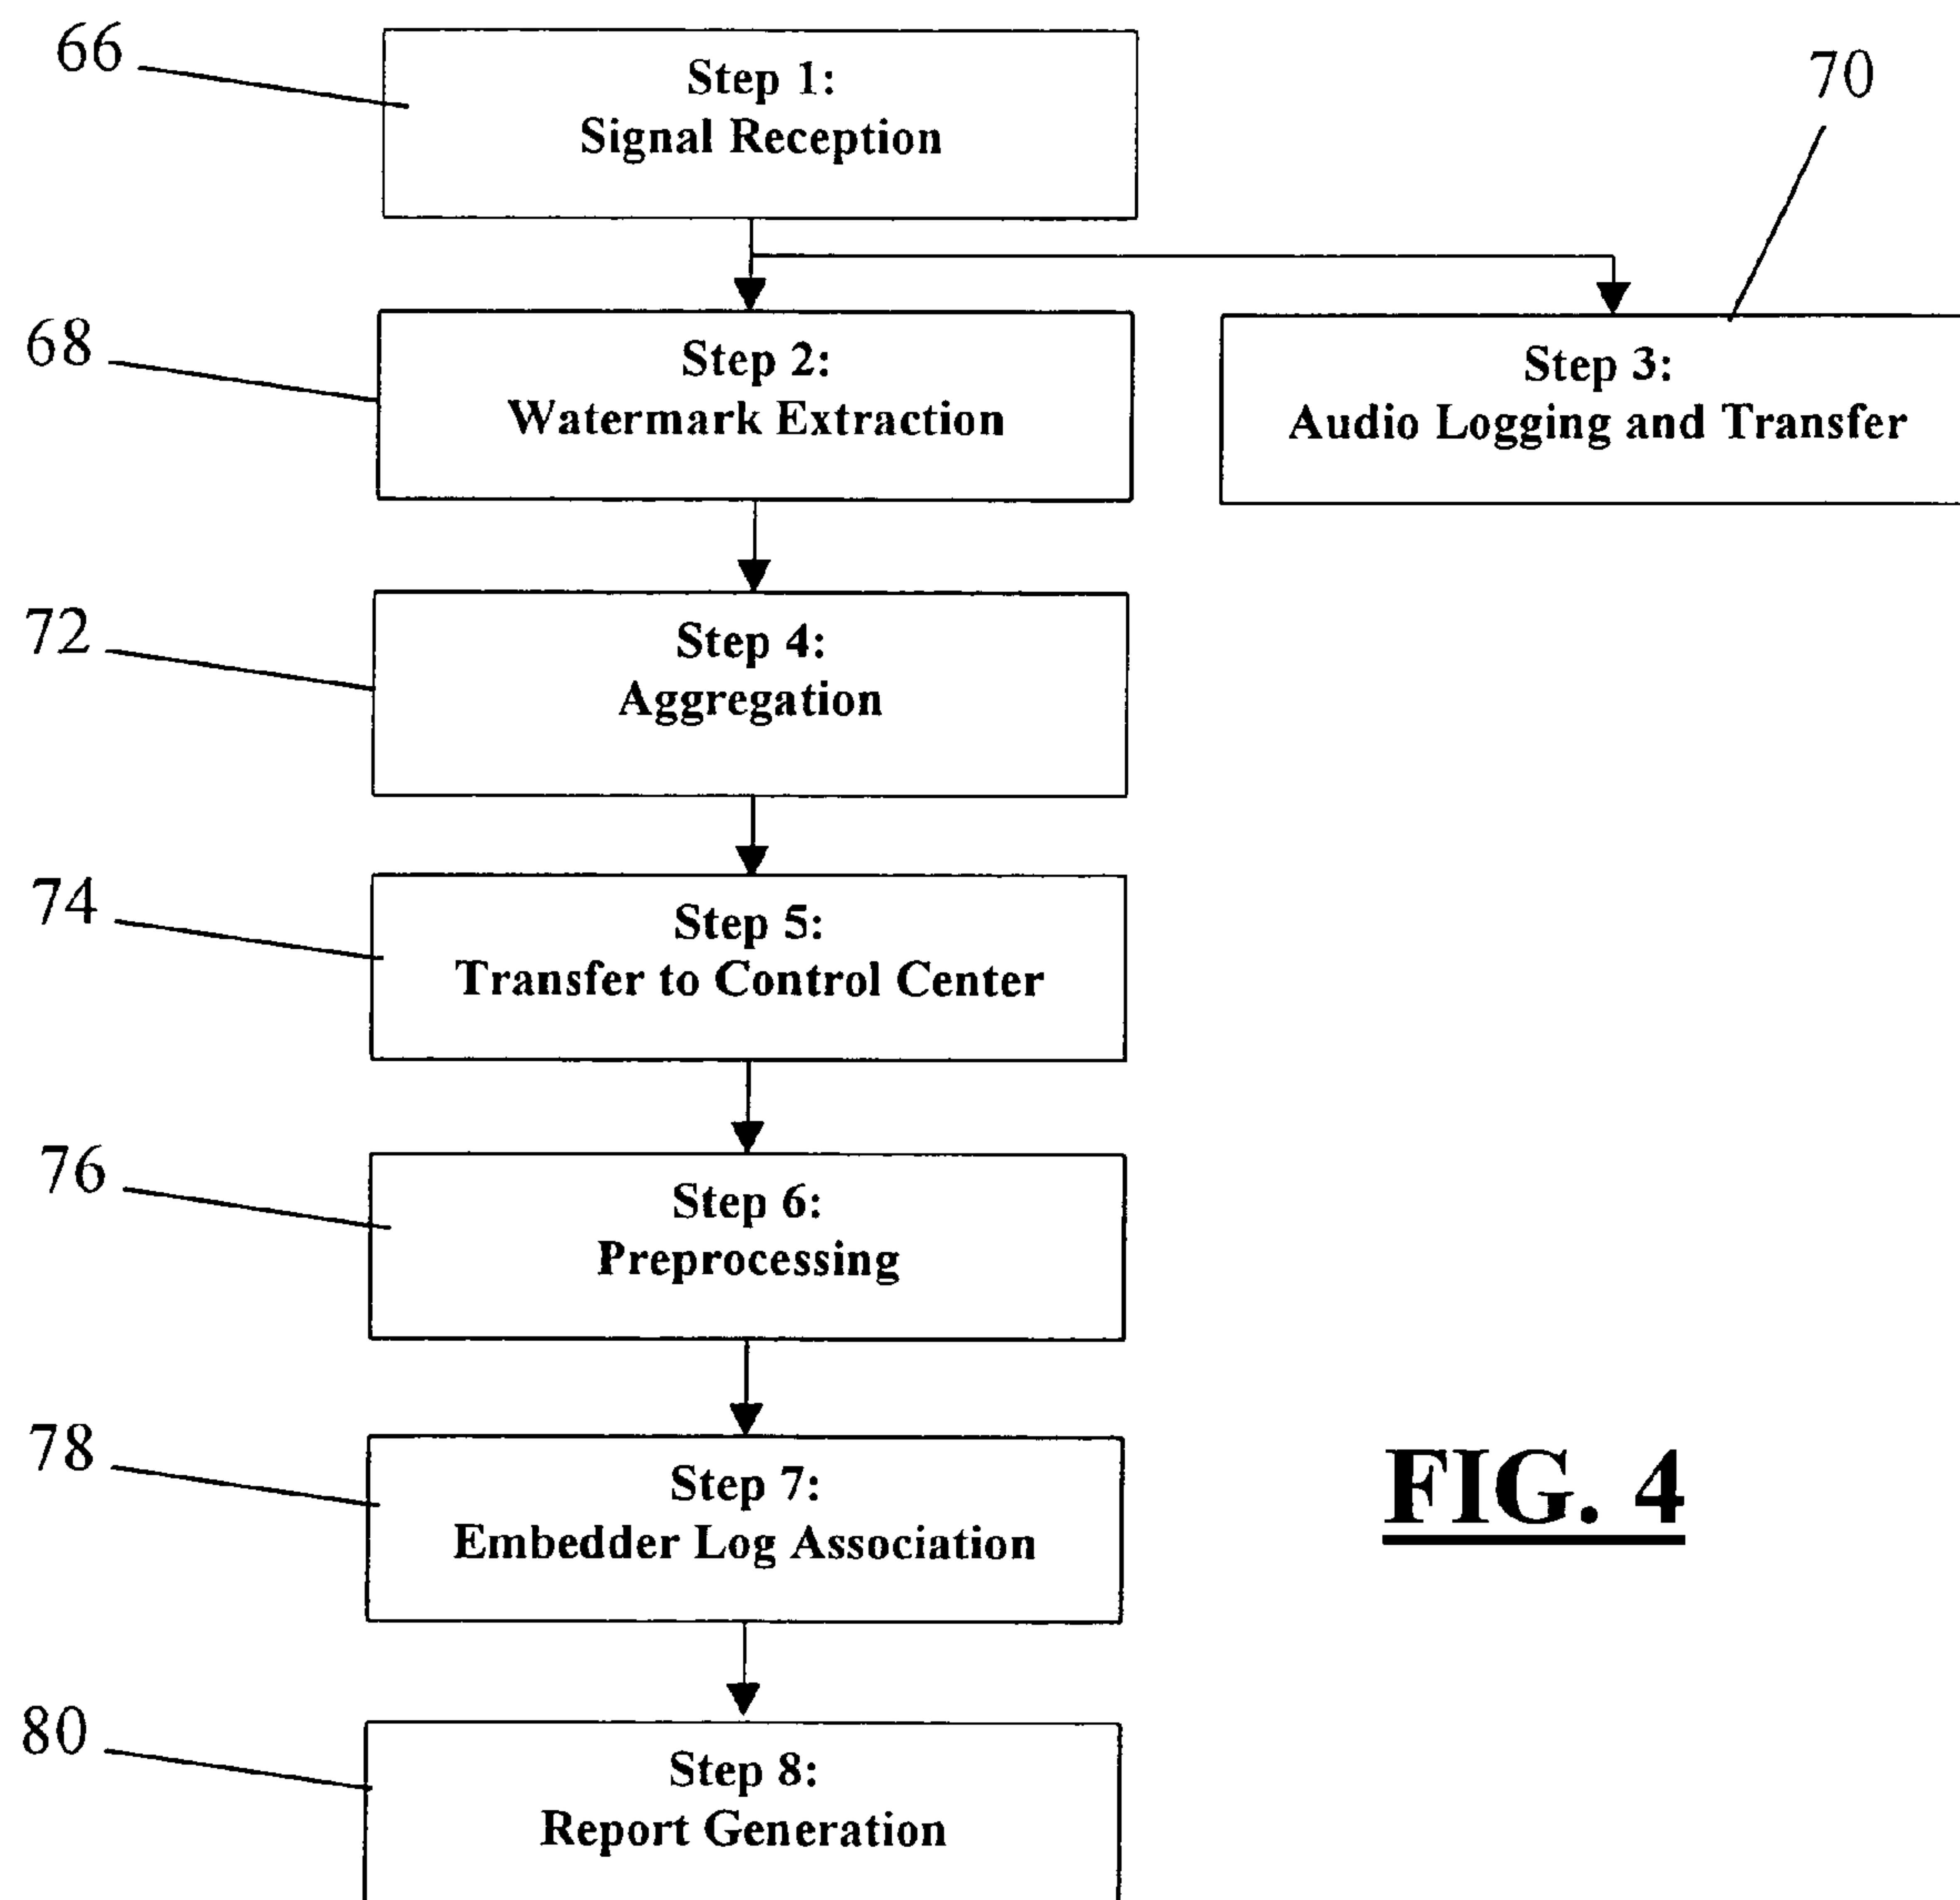 66
Step 1:
Signal Reception
70
68
Step 2:
Watermark Extraction
Step 3:
Audio Logging and Transfer
72
Step 4:
Aggregation
74
Step 5:
Transfer to Control Center
76
Step 6:
Preprocessing
78
Step 7:
Embedder Log Association
FIG. 4
80
Step 8:
Report Generation